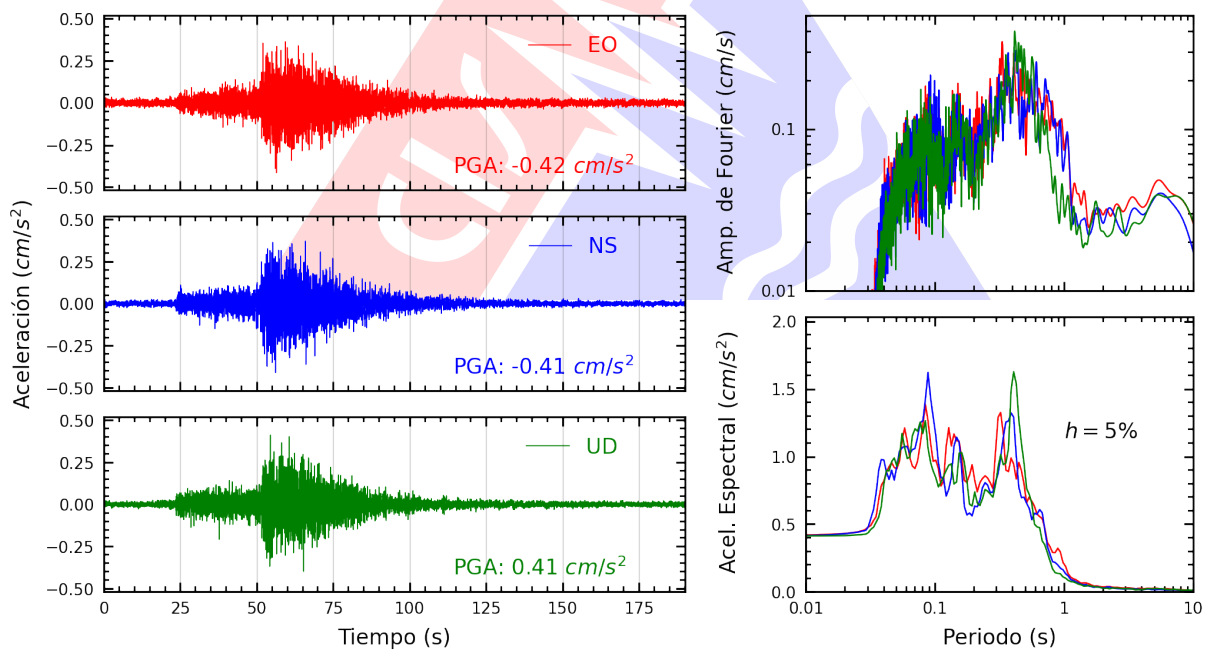 0.50
0.25
0.00
−0.25
−0.50
EO
PGA: -0.42 cm/s²
0.50
0.25
0.00
−0.25
−0.50
NS
PGA: -0.41 cm/s²
0.50
0.25
0.00
−0.25
−0.50
UD
PGA: 0.41 cm/s²
0 25 50 75 100 125 150 175
Tiempo (s)
Aceleración (cm/s²)
0.1
0.01
Amp. de Fourier (cm/s)
2.0
1.5
1.0
0.5
0.0
Acel. Espectral (cm/s²)
h = 5%
0.01 0.1 1 10
Periodo (s)